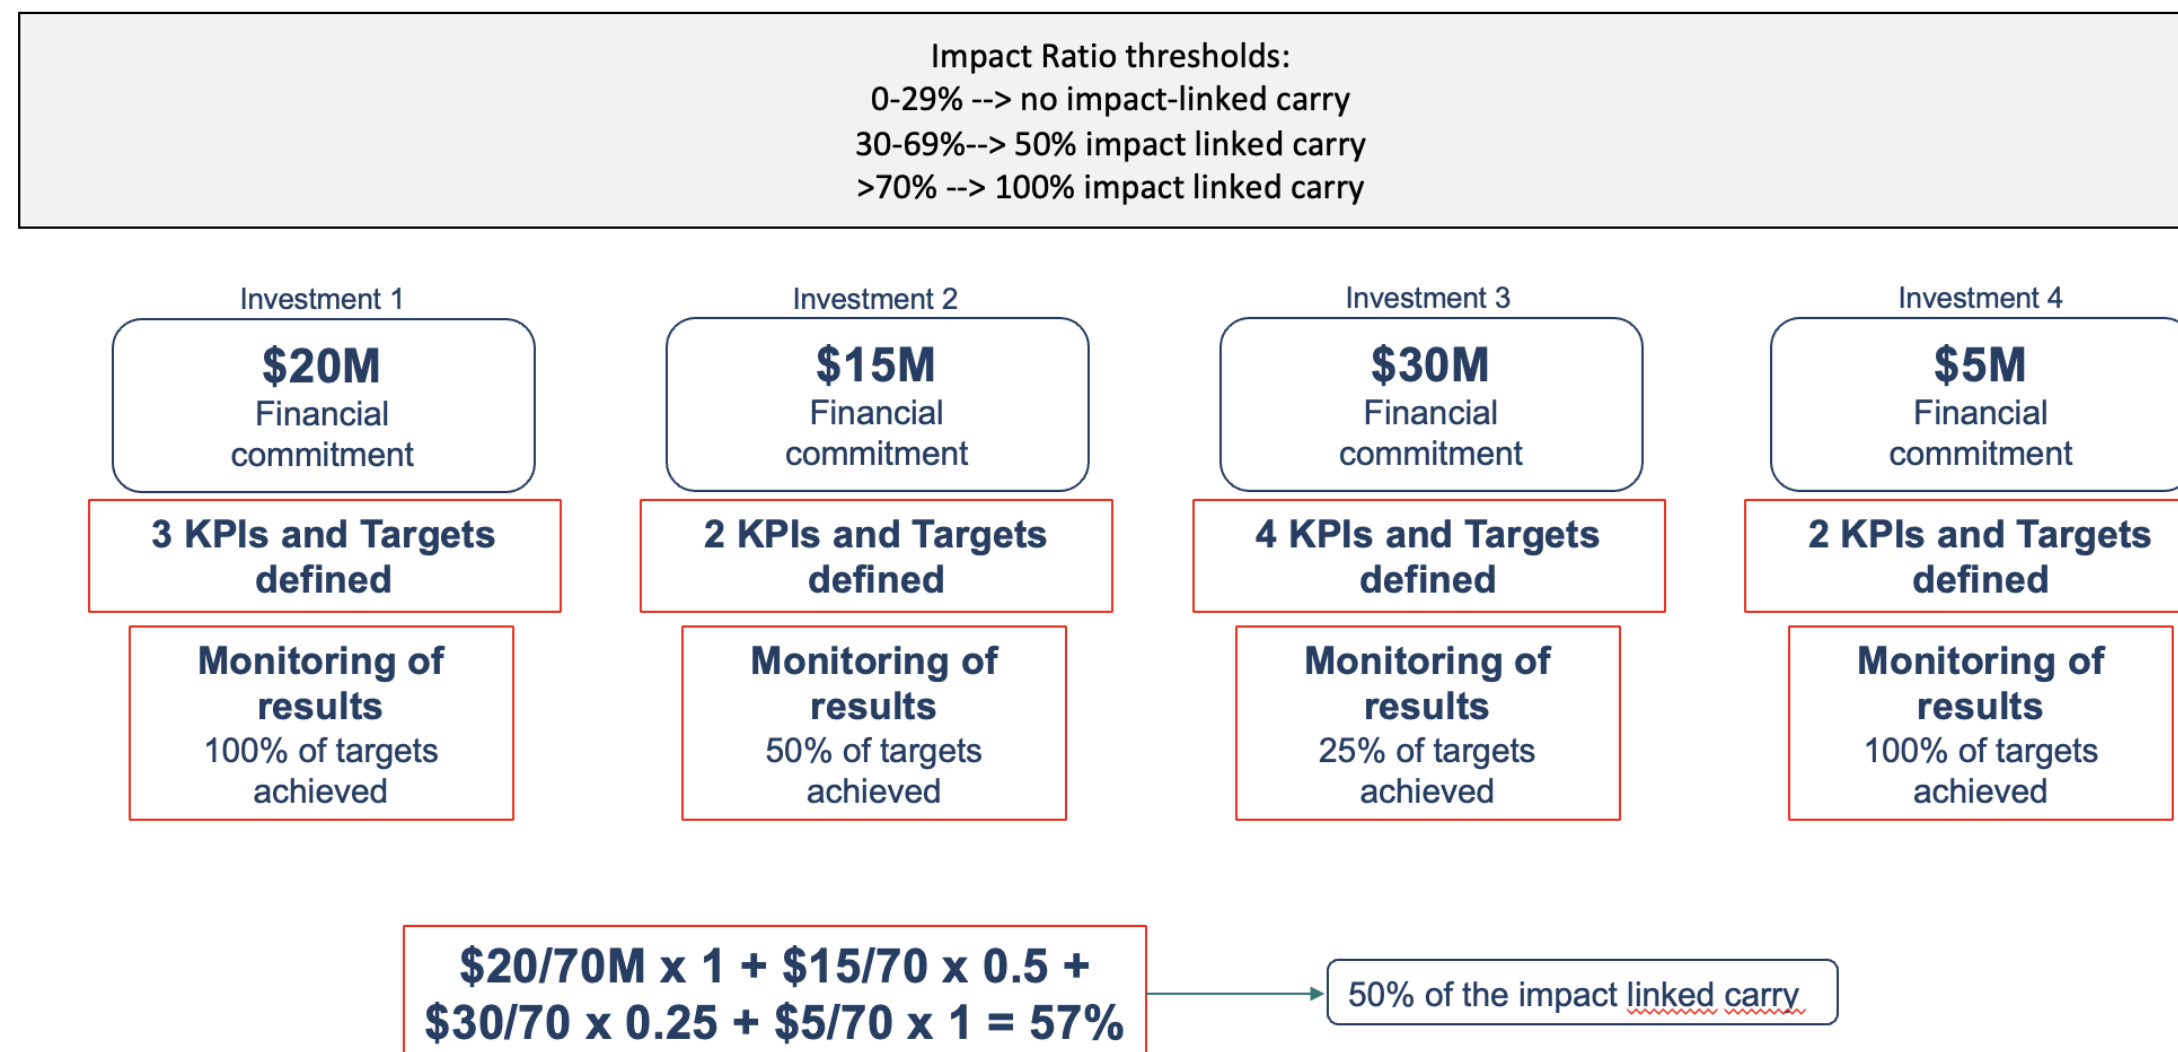 Impact Ratio thresholds:
0-29% --> no impact-linked carry
30-69%--> 50% impact linked carry
>70% --> 100% impact linked carry
Investment 1
$20M
Financial
commitment
3 KPIs and Targets
defined
Monitoring of
results
100% of targets
achieved
Investment 2
$15M
Financial
commitment
2 KPIs and Targets
defined
Monitoring of
results
50% of targets
achieved
Investment 3
$30M
Financial
commitment
4 KPIs and Targets
defined
Monitoring of
results
25% of targets
achieved
Investment 4
$5M
Financial
commitment
2 KPIs and Targets
defined
Monitoring of
results
100% of targets
achieved
$20/70M x 1 + $15/70 x 0.5 +
$30/70 x 0.25 + $5/70 x 1 = 57%
50% of the impact linked carry